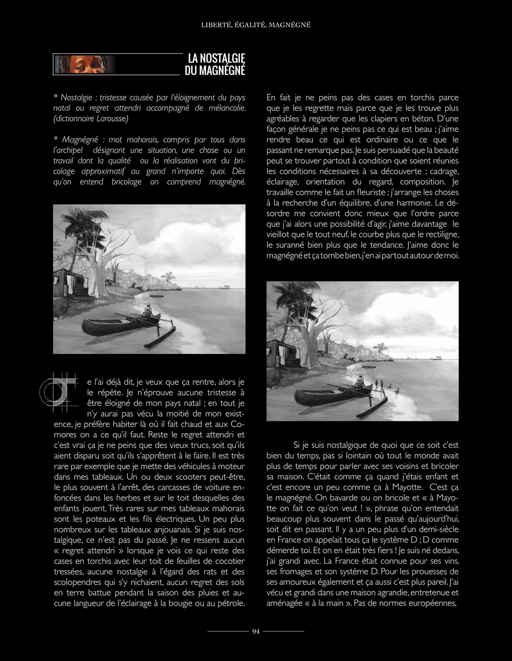 LIBERTÉ, ÉGALITÉ, MAGNÉGNÉ
LA NOSTALGIE
DU MAGNÉGNÉ
* Nostalgie : tristesse causée par l'éloignement du pays
natal ou regret attendri accompagné de mélancolie.
(dictionnaire Larousse)
* Magnégné : mot mahorais, compris par tous dans
l'archipel désignant une situation, une chose ou un
travail dont la qualité ou la réalisation vont du bri-
colage approximatif au grand n'importe quoi. Dès
qu'on entend bricolage on comprend magnégné.
Je l'ai déjà dit, je veux que ça rentre, alors je
le répète. Je n'éprouve aucune tristesse à
être éloigné de mon pays natal ; en tout je
n'y aurai pas vécu la moitié de mon exist-
ence, je préfère habiter là où il fait chaud et aux Co-
mores on a ce qu'il faut. Reste le regret attendri et
c'est vrai ça je ne peins que des vieux trucs, soit qu'ils
aient disparu soit qu'ils s'apprêtent à le faire. Il est très
rare par exemple que je mette des véhicules à moteur
dans mes tableaux. Un ou deux scooters peut-être,
le plus souvent à l'arrêt, des carcasses de voiture en-
foncées dans les herbes et sur le toit desquelles des
enfants jouent. Très rares sur mes tableaux mahorais
sont les poteaux et les fils électriques. Un peu plus
nombreux sur les tableaux anjouanais. Si je suis nos-
talgique, ce n'est pas du passé. Je ne ressens aucun
« regret attendri » lorsque je vois ce qui reste des
cases en torchis avec leur toit de feuilles de cocotier
tressées, aucune nostalgie à l'égard des rats et des
scolopendres qui s'y nichaient, aucun regret des sols
en terre battue pendant la saison des pluies et au-
cune langueur de l'éclairage à la bougie ou au pétrole.
En fait je ne peins pas des cases en torchis parce
que je les regrette mais parce que je les trouve plus
agréables à regarder que les clapiers en béton. D'une
façon générale je ne peins pas ce qui est beau ; j'aime
rendre beau ce qui est ordinaire ou ce que le
passant ne remarque pas. Je suis persuadé que la beauté
peut se trouver partout à condition que soient réunies
les conditions nécessaires à sa découverte ; cadrage,
éclairage, orientation du regard, composition. Je
travaille comme le fait un fleuriste ; j'arrange les choses
à la recherche d'un équilibre, d'une harmonie. Le dé-
sordre me convient donc mieux que l'ordre parce
que j'ai alors une possibilité d'agir, j'aime davantage le
vieillot que le tout neuf, le courbe plus que le rectiligne,
le suranné bien plus que le tendance. J'aime donc le
magnégné et ça tombe bien, j'en ai partout autour de moi.
Si je suis nostalgique de quoi que ce soit c'est
bien du temps, pas si lointain où tout le monde avait
plus de temps pour parler avec ses voisins et bricoler
sa maison. C'était comme ça quand j'étais enfant et
c'est encore un peu comme ça à Mayotte. C'est ça
le magnégné. On bavarde ou on bricole et « à Mayo-
tte on fait ce qu'on veut ! », phrase qu'on entendait
beaucoup plus souvent dans le passé qu'aujourd'hui,
soit dit en passant. Il y a un peu plus d'un demi-siècle
en France on appelait tous ça le système D ; D comme
démerde toi. Et on en était très fiers ! Je suis né dedans,
j'ai grandi avec. La France était connue pour ses vins,
ses fromages et son système D. Pour les prouesses de
ses amoureux également et ça aussi c'est plus pareil. J'ai
vécu et grandi dans une maison agrandie, entretenue et
aménagée « à la main ». Pas de normes européennes,
94